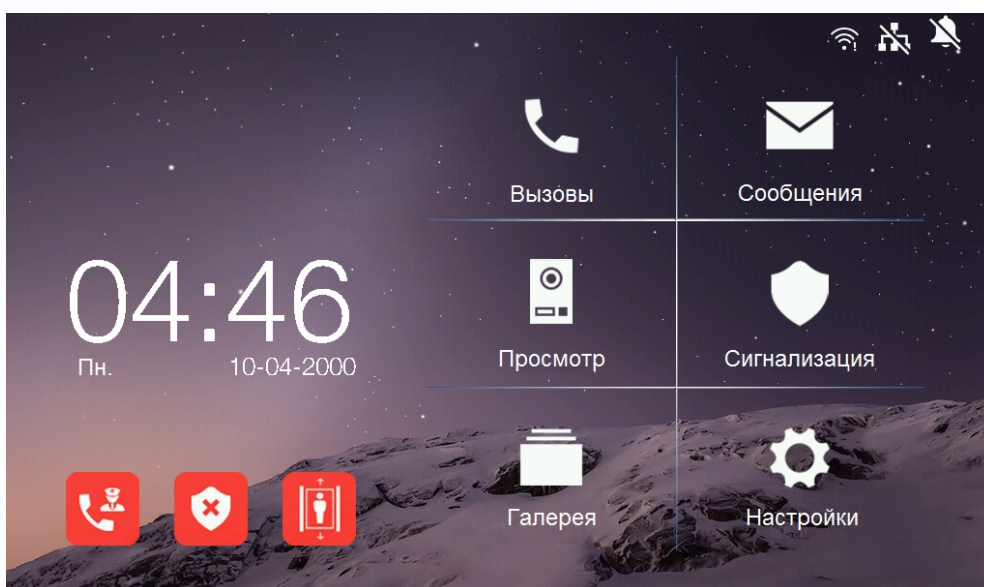 Вызовы
Сообщения
04:46
Пн.
10-04-2000
Просмотр
Сигнализация
Галерея
Настройки